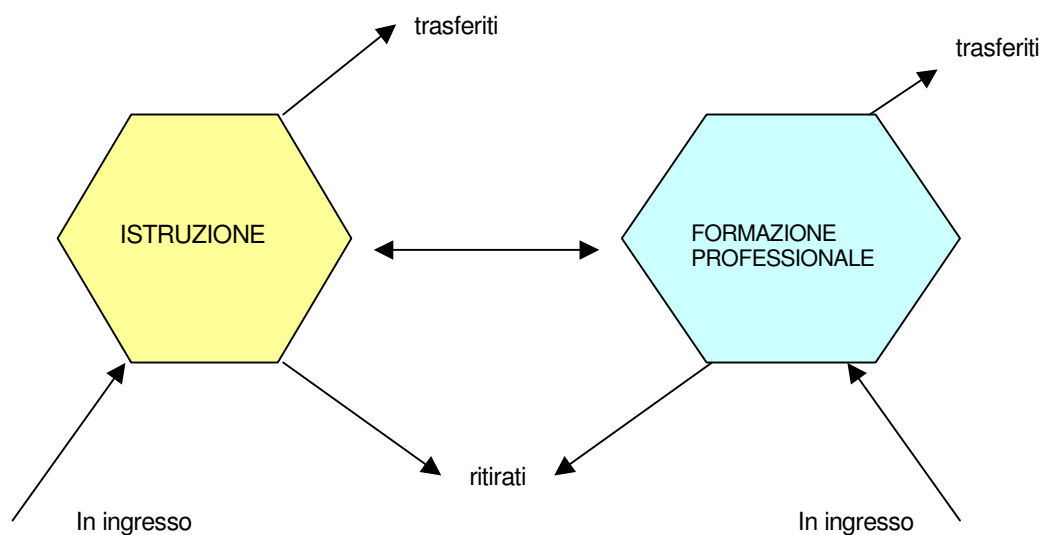 trasferiti
trasferiti
ISTRUZIONE
FORMAZIONE
PROFESSIONALE
ritirati
In ingresso
In ingresso